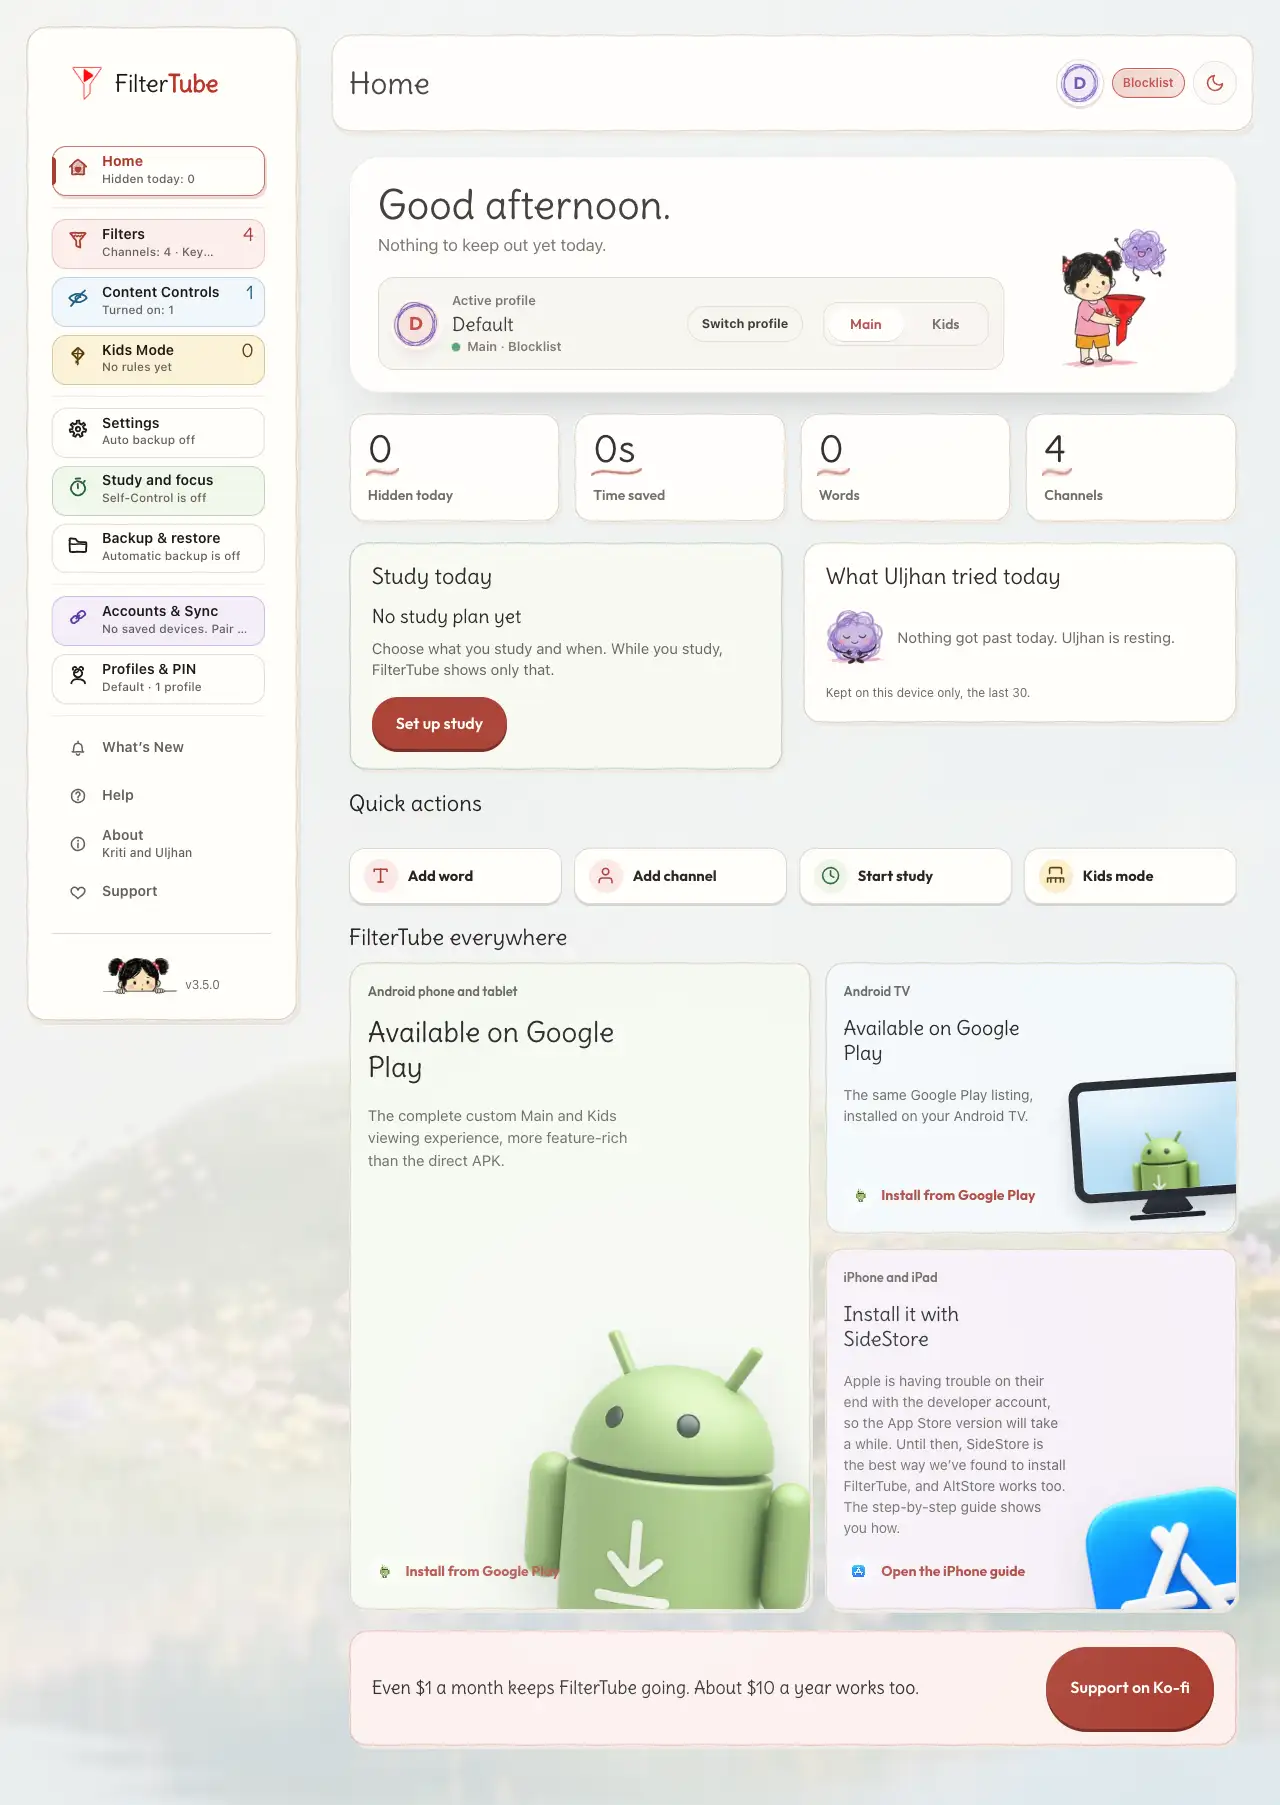 FilterTube
Home
Hidden today: 0
Filters
4
Channels: 4 · Key...
Content Controls
1
Turned on: 1
Kids Mode
0
No rules yet
Settings
Auto backup off
Study and focus
Self-Control is off
Backup & restore
Automatic backup is off
Accounts & Sync
No saved devices. Pair ...
Profiles & PIN
Default · 1 profile
What's New
Help
About
Kriti and Uljhan
Support
v3.5.0
Home
D
Blocklist
Good afternoon.
Nothing to keep out yet today.
D
Active profile
Default
Main · Blocklist
Switch profile
Main
Kids
0
Hidden today
0s
Time saved
0
Words
4
Channels
Study today
No study plan yet
Choose what you study and when. While you study,
FilterTube shows only that.
Set up study
What Uljhan tried today
Nothing got past today. Uljhan is resting.
Kept on this device only, the last 30.
Quick actions
Add word
Add channel
Start study
Kids mode
FilterTube everywhere
Android phone and tablet
Available on Google
Play
The complete custom Main and Kids
viewing experience, more feature-rich
than the direct APK.
Install from Google Play
Android TV
Available on Google
Play
The same Google Play listing,
installed on your Android TV.
Install from Google Play
iPhone and iPad
Install it with
SideStore
Apple is having trouble on their
end with the developer account,
so the App Store version will take
a while. Until then, SideStore is
the best way we've found to install
FilterTube, and AltStore works too.
The step-by-step guide shows
you how.
Open the iPhone guide
Even $1 a month keeps FilterTube going. About $10 a year works too.
Support on Ko-fi